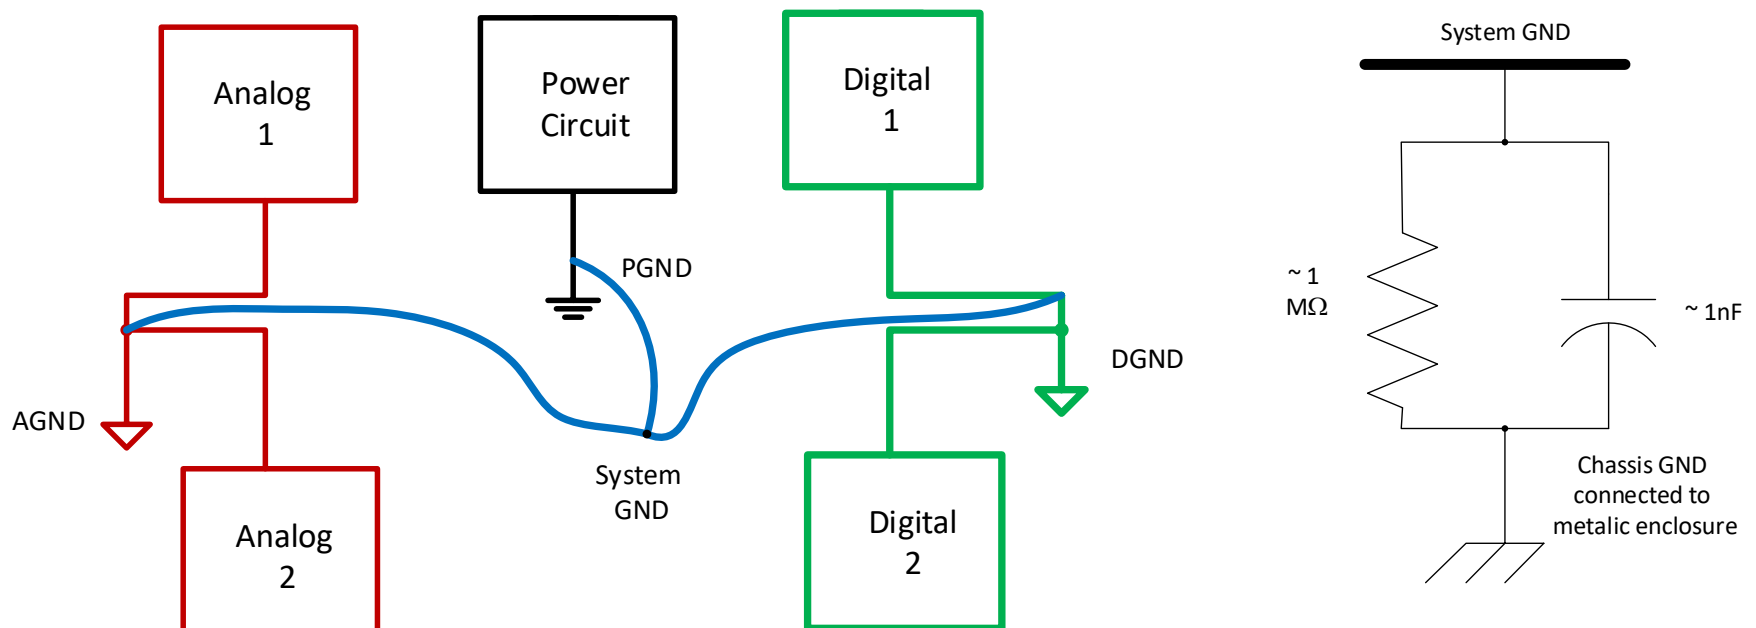 Analog
1
Power
Circuit
Digital
1
System GND
PGND
~ 1
MΩ
~ 1nF
DGND
AGND
System
GND
Analog
2
Digital
2
Chassis GND
connected to
metalic enclosure